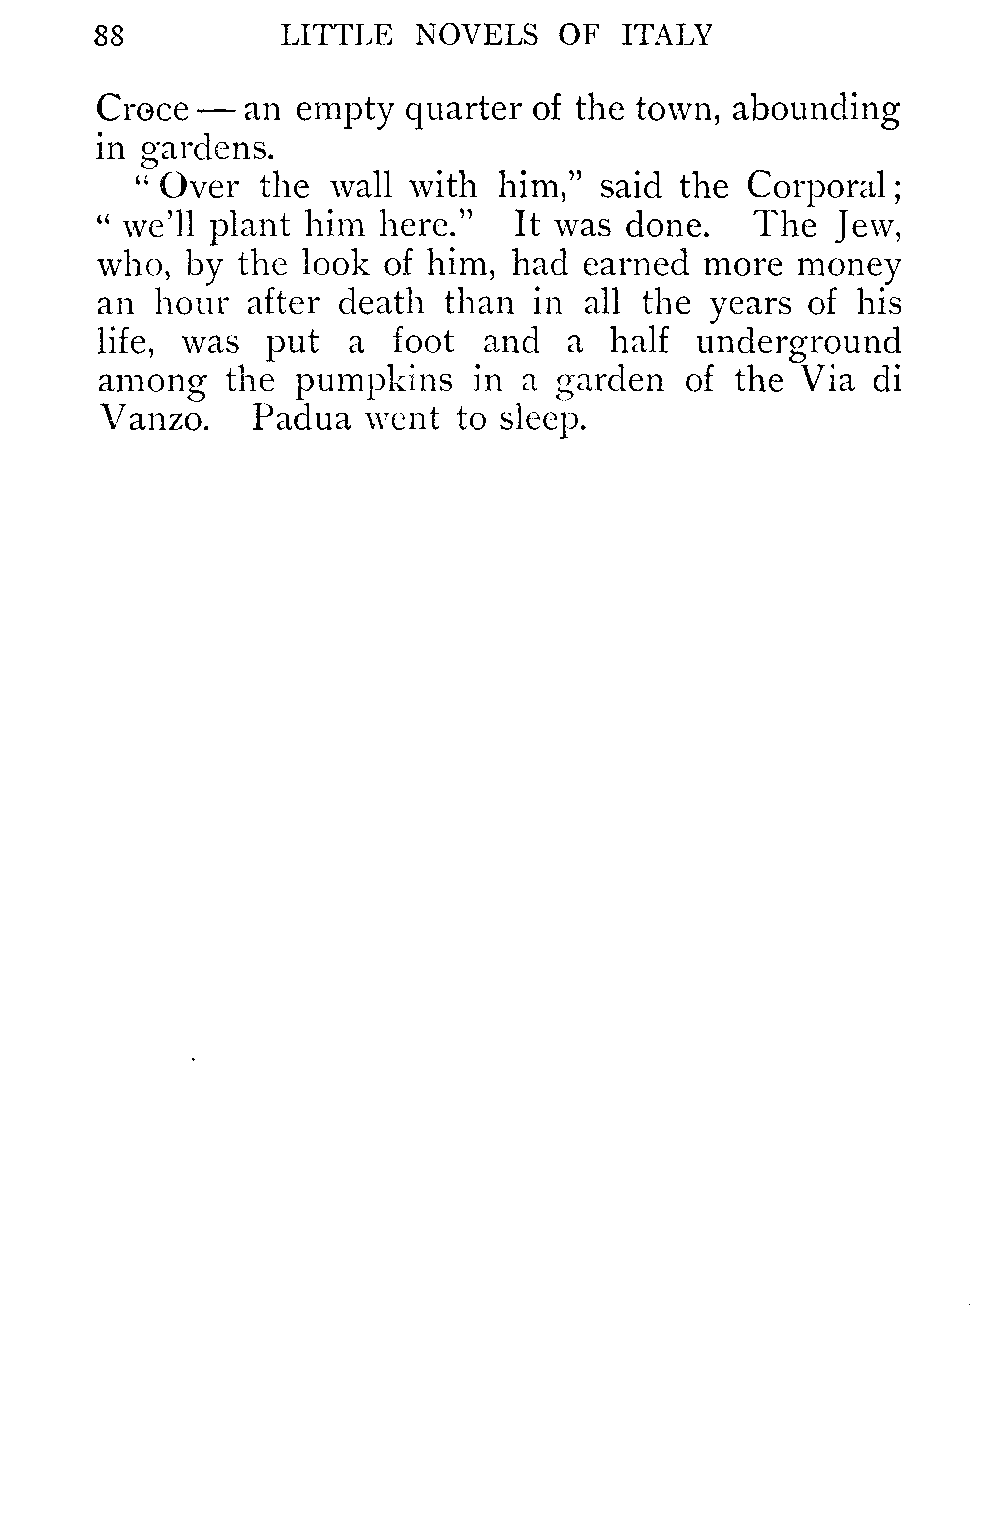 88 LITTLE NOVELS OF ITALY
Croce — an empty quarter of the town, abounding
in gardens.
“ Over the wall with him,” said the Corporal ;
“ we’ll plant him here.” It was done. The Jew,
who, by the look of him, had earned more money
an hour after death than in all the years of his
life, was put a foot and a half underground
among the pumpkins in a garden of the Via di
Vanzo. Padua went to sleep.